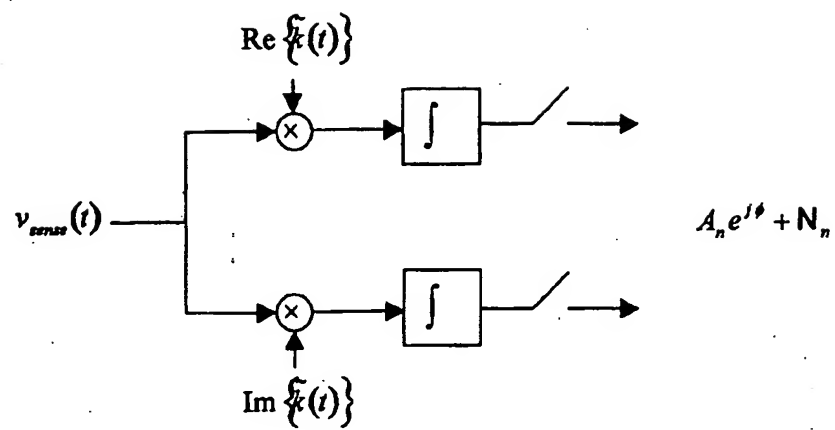 Re {k̃(t)}
×
∫
v_sense(t)
A_n e^{jϕ} + N_n
×
∫
Im {k̃(t)}